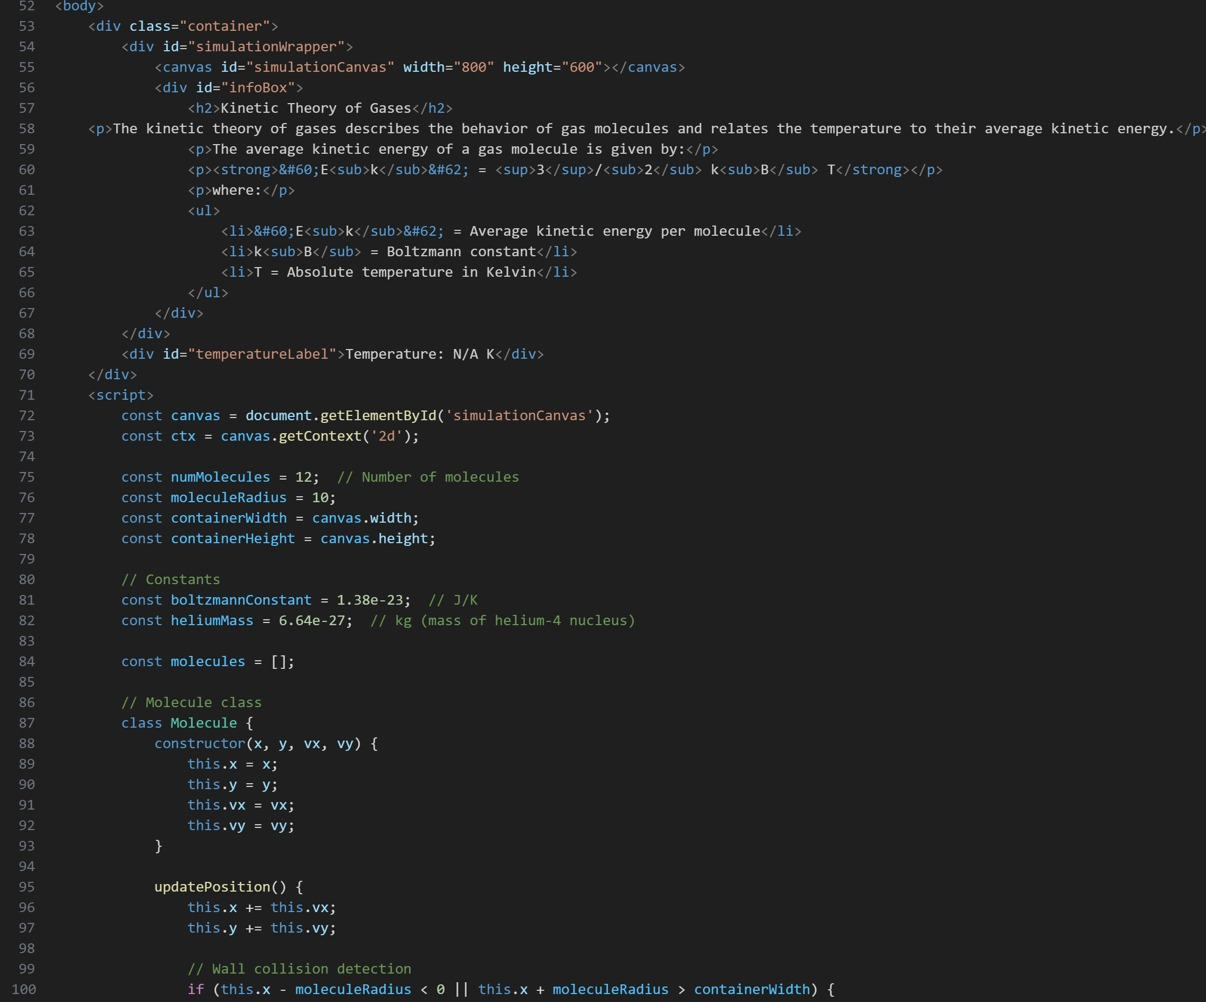 52 <body>
53 <div class="container">
54 <div id="simulationWrapper">
55 <canvas id="simulationCanvas" width="800" height="600"></canvas>
56 <div id="infoBox">
57 <h2>Kinetic Theory of Gases</h2>
58 <p>The kinetic theory of gases describes the behavior of gas molecules and relates the temperature to their average kinetic energy.</p>
59 <p>The average kinetic energy of a gas molecule is given by:</p>
60 <p><strong>&#60;E<sub>k</sub>&#62; = <sup>3</sup>/<sub>2</sub> k<sub>B</sub> T</strong></p>
61 <p>where:</p>
62 <ul>
63 <li>&#60;E<sub>k</sub>&#62; = Average kinetic energy per molecule</li>
64 <li>k<sub>B</sub> = Boltzmann constant</li>
65 <li>T = Absolute temperature in Kelvin</li>
66 </ul>
67 </div>
68 </div>
69 <div id="temperatureLabel">Temperature: N/A K</div>
70 </div>
71 <script>
72 const canvas = document.getElementById('simulationCanvas');
73 const ctx = canvas.getContext('2d');
74
75 const numMolecules = 12;  // Number of molecules
76 const moleculeRadius = 10;
77 const containerWidth = canvas.width;
78 const containerHeight = canvas.height;
79
80 // Constants
81 const boltzmannConstant = 1.38e-23;  // J/K
82 const heliumMass = 6.64e-27;  // kg (mass of helium-4 nucleus)
83
84 const molecules = [];
85
86 // Molecule class
87 class Molecule {
88 constructor(x, y, vx, vy) {
89 this.x = x;
90 this.y = y;
91 this.vx = vx;
92 this.vy = vy;
93 }
94
95 updatePosition() {
96 this.x += this.vx;
97 this.y += this.vy;
98
99 // Wall collision detection
100 if (this.x - moleculeRadius < 0 || this.x + moleculeRadius > containerWidth) {